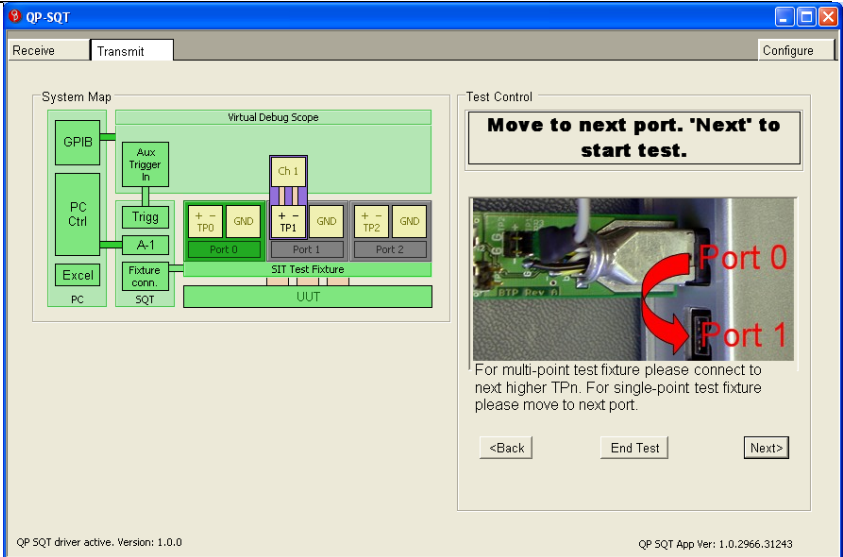 QP-SQT
Receive
Transmit
Configure
System Map
Virtual Debug Scope
GPIB
Aux
Trigger
In
Ch 1
PC
Ctrl
Trigg
A-1
+ -
TP0
GND
+ -
TP1
GND
+ -
TP2
GND
Port 0
Port 1
Port 2
Excel
Fixture
conn.
SIT Test Fixture
PC
SQT
UUT
Test Control
Move to next port. 'Next' to
start test.
Port 0
Port 1
BTP Rev A
For multi-point test fixture please connect to
next higher TPn. For single-point test fixture
please move to next port.
<Back
End Test
Next>
QP SQT driver active. Version: 1.0.0
QP SQT App Ver: 1.0.2966.31243